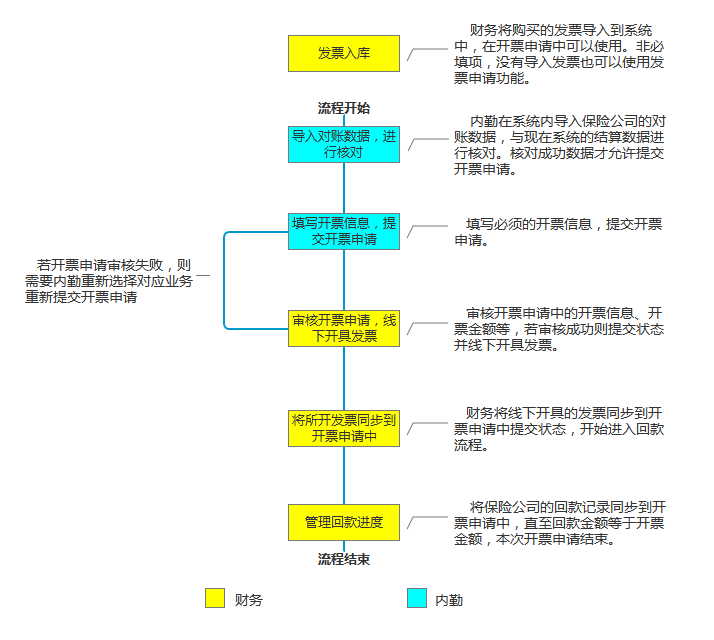 发票入库
财务将购买的发票导入到系统
中，在开票申请中可以使用。非必
填项，没有导入发票也可以使用发
票申请功能。
流程开始
导入对账数据，进
行核对
内勤在系统内导入保险公司的对
账数据，与现在系统的结算数据进
行核对。核对成功数据才允许提交
开票申请。
填写开票信息，提
交开票申请
填写必须的开票信息，提交开票
申请。
若开票申请审核失败，则
需要内勤重新选择对应业务
重新提交开票申请
审核开票申请，线
下开具发票
审核开票申请中的开票信息、开
票金额等，若审核成功则提交状态
并线下开具发票。
将所开发票同步到
开票申请中
财务将线下开具的发票同步到开
票申请中提交状态，开始进入回款
流程。
管理回款进度
将保险公司的回款记录同步到开
票申请中，直至回款金额等于开票
金额，本次开票申请结束。
流程结束
财务
内勤